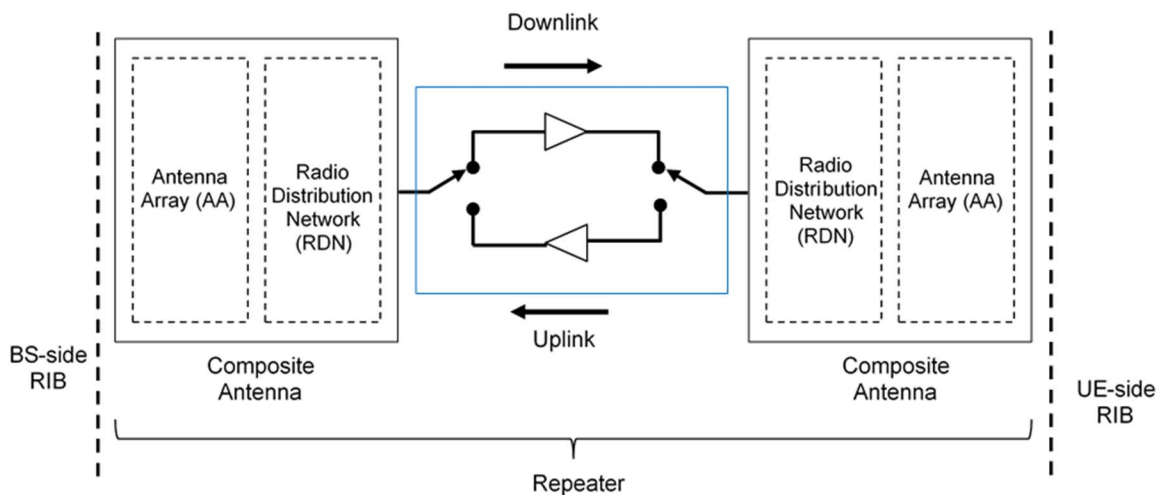 Downlink
Antenna
Array (AA)
Radio
Distribution
Network
(RDN)
Radio
Distribution
Network
(RDN)
Antenna
Array (AA)
Uplink
BS-side
RIB
Composite
Antenna
Composite
Antenna
UE-side
RIB
Repeater